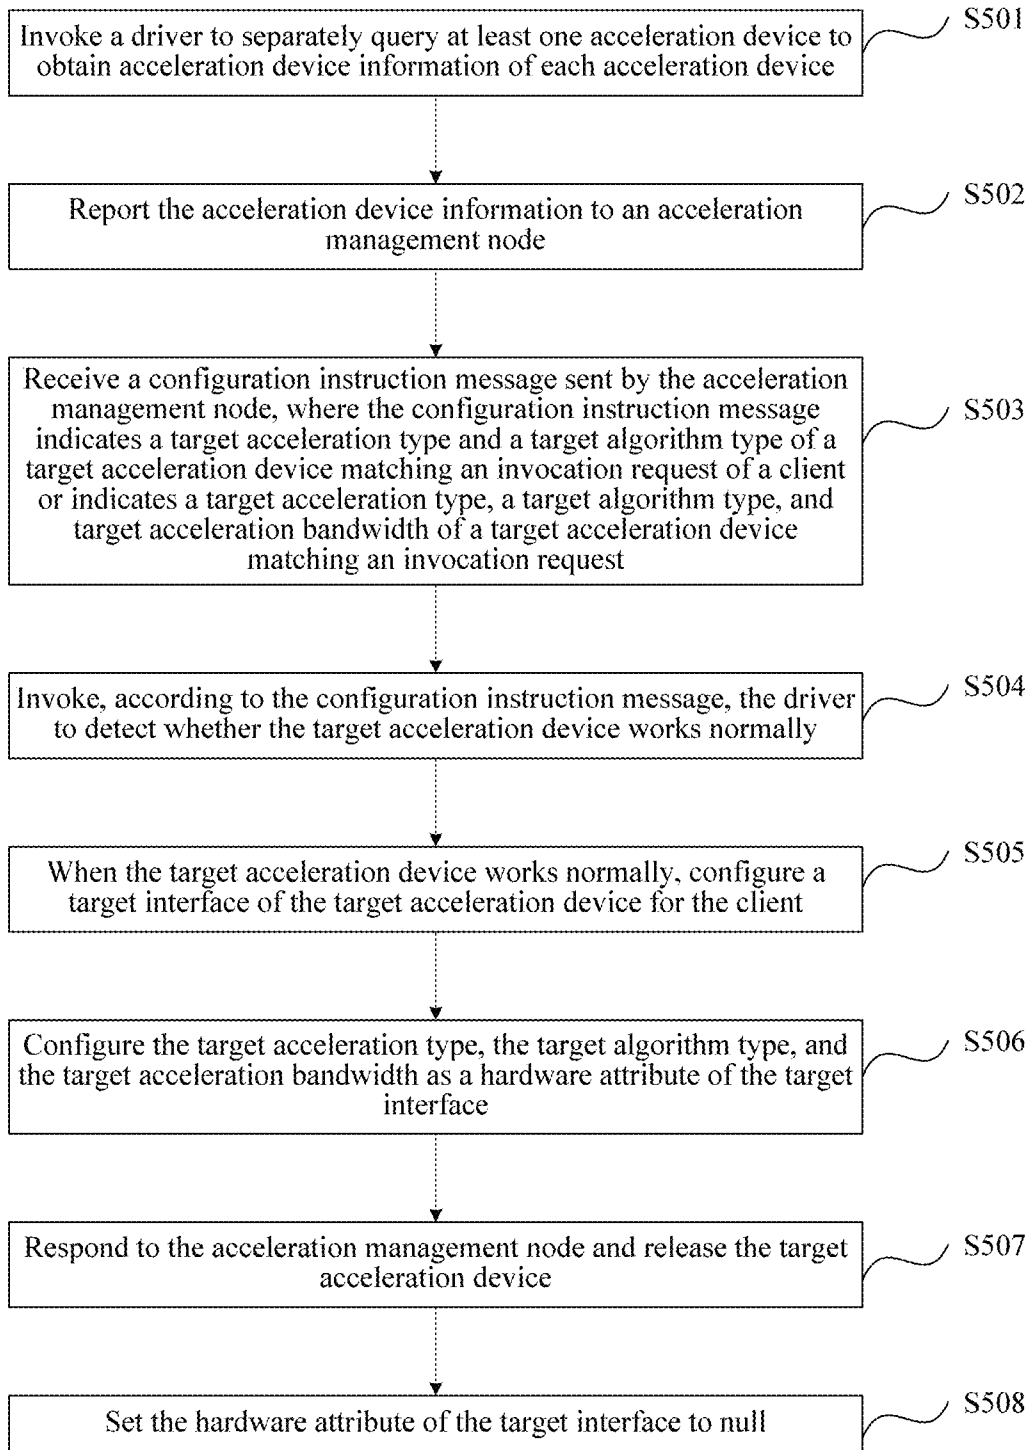 Invoke a driver to separately query at least one acceleration device to
obtain acceleration device information of each acceleration device
S501
Report the acceleration device information to an acceleration
management node
S502
Receive a configuration instruction message sent by the acceleration
management node, where the configuration instruction message
indicates a target acceleration type and a target algorithm type of a
target acceleration device matching an invocation request of a client
or indicates a target acceleration type, a target algorithm type, and
target acceleration bandwidth of a target acceleration device
matching an invocation request
S503
Invoke, according to the configuration instruction message, the driver
to detect whether the target acceleration device works normally
S504
When the target acceleration device works normally, configure a
target interface of the target acceleration device for the client
S505
Configure the target acceleration type, the target algorithm type, and
the target acceleration bandwidth as a hardware attribute of the target
interface
S506
Respond to the acceleration management node and release the target
acceleration device
S507
Set the hardware attribute of the target interface to null
S508